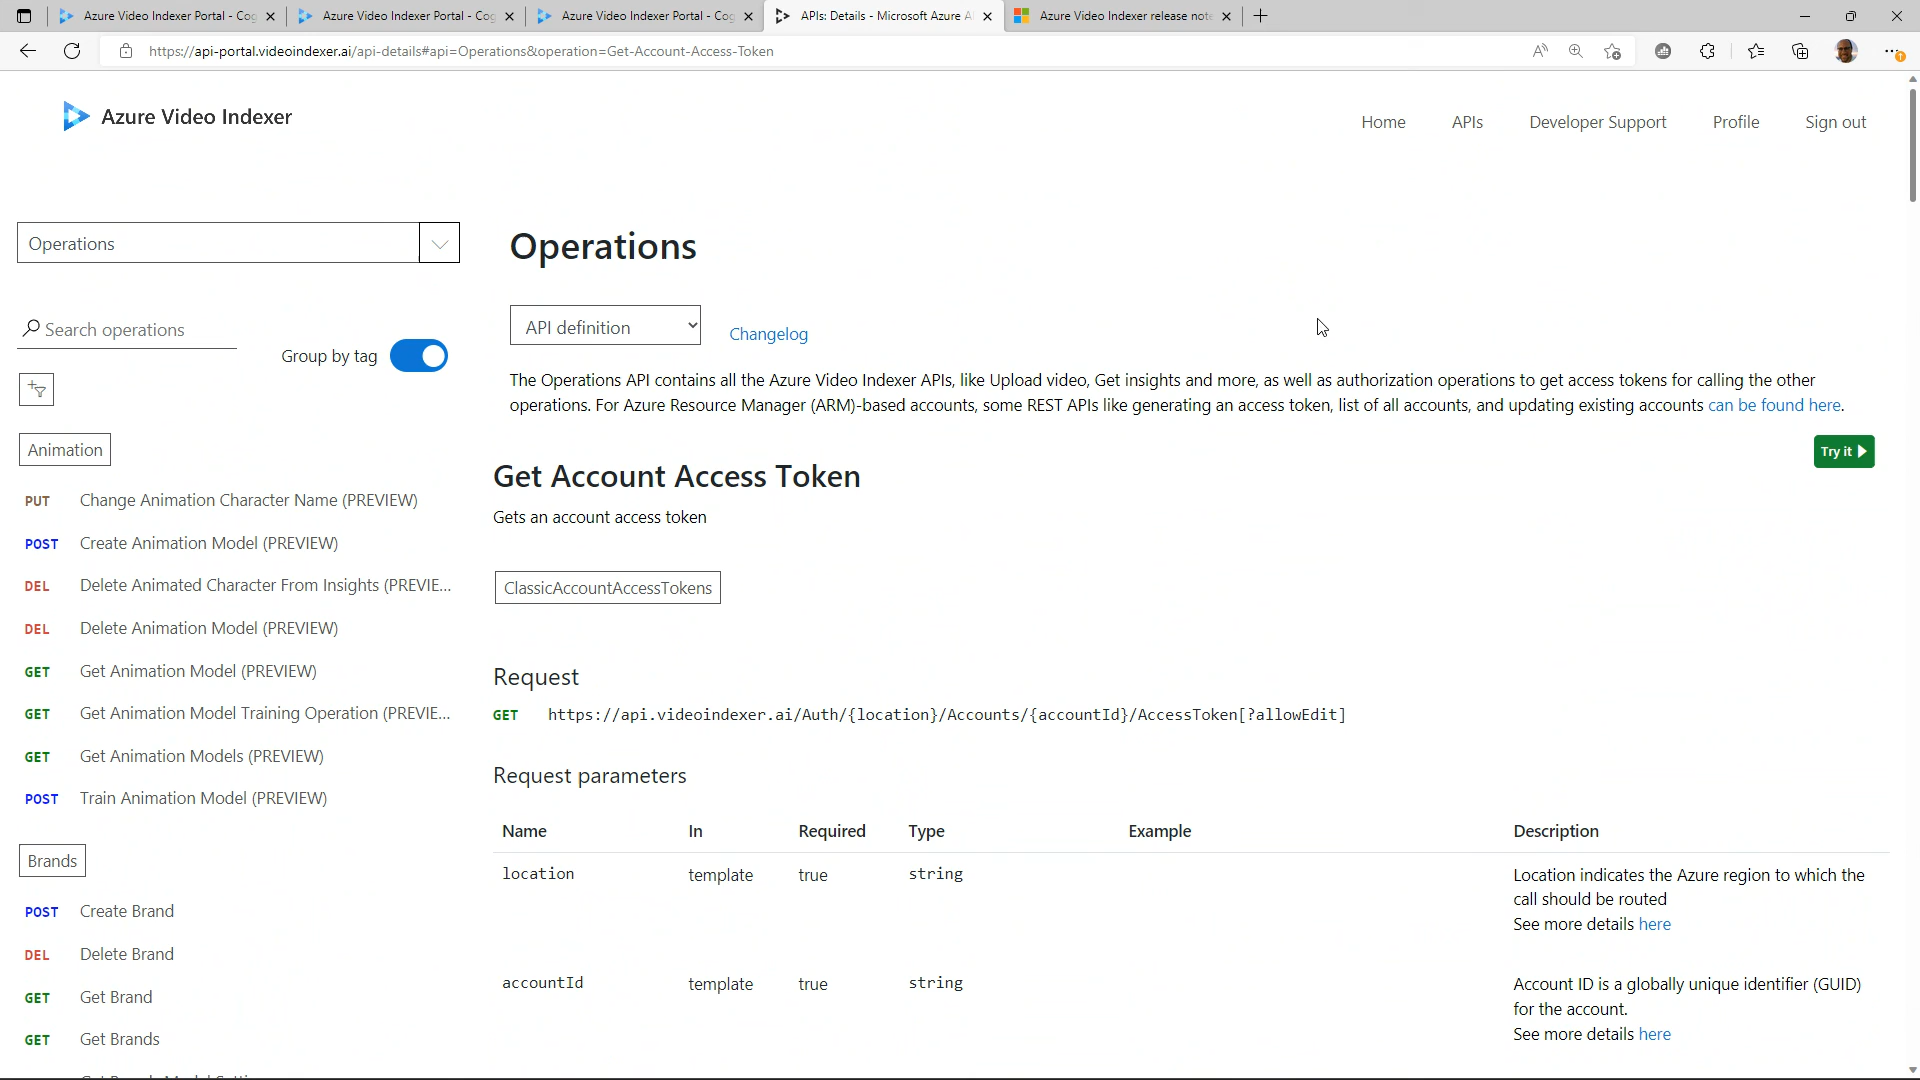 Azure Video Indexer Portal - Cog
Azure Video Indexer Portal - Cog
Azure Video Indexer Portal - Cog
APIs: Details - Microsoft Azure A
Azure Video Indexer release note
https://api-portal.videoindexer.ai/api-details#api=Operations&operation=Get-Account-Access-Token
Azure Video Indexer
Home
APIs
Developer Support
Profile
Sign out
Operations
Search operations
Group by tag
Animation
PUT Change Animation Character Name (PREVIEW)
POST Create Animation Model (PREVIEW)
DEL Delete Animated Character From Insights (PREVIE...
DEL Delete Animation Model (PREVIEW)
GET Get Animation Model (PREVIEW)
GET Get Animation Model Training Operation (PREVIE...
GET Get Animation Models (PREVIEW)
POST Train Animation Model (PREVIEW)
Brands
POST Create Brand
DEL Delete Brand
GET Get Brand
GET Get Brands
Operations
API definition
Changelog
The Operations API contains all the Azure Video Indexer APIs, like Upload video, Get insights and more, as well as authorization operations to get access tokens for calling the other
operations. For Azure Resource Manager (ARM)-based accounts, some REST APIs like generating an access token, list of all accounts, and updating existing accounts can be found here.
Try it
Get Account Access Token
Gets an account access token
ClassicAccountAccessTokens
Request
GET https://api.videoindexer.ai/Auth/{location}/Accounts/{accountId}/AccessToken[?allowEdit]
Request parameters
Name In Required Type Example Description
location template true string Location indicates the Azure region to which the
call should be routed
See more details here
accountId template true string Account ID is a globally unique identifier (GUID)
for the account.
See more details here